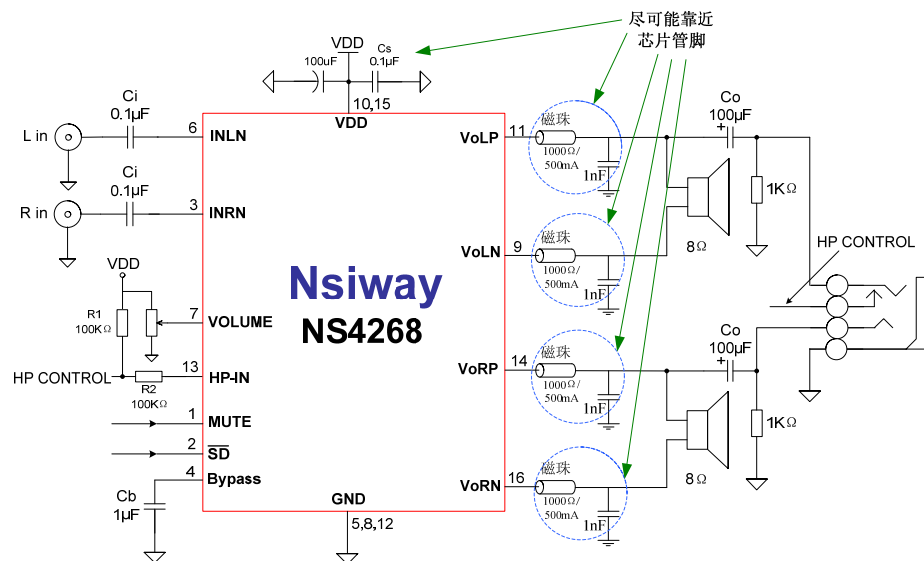 尽可能靠近
芯片管脚
VDD
100uF
Cs
0.1µF
10,15
VDD
Ci
0.1µF
L in
6
INLN
Ci
0.1µF
R in
3
INRN
VDD
R1
100KΩ
7
VOLUME
HP CONTROL
13
HP-IN
R2
100KΩ
1
MUTE
2
SD
4
Bypass
Cb
1µF
Nsiway
NS4268
GND
5,8,12
VoLP
11
磁珠
1000Ω/
500mA
1nF
VoLN
9
磁珠
1000Ω/
500mA
1nF
VoRP
14
磁珠
1000Ω/
500mA
1nF
VoRN
16
磁珠
1000Ω/
500mA
1nF
Co
100µF
+
1KΩ
8Ω
HP CONTROL
Co
100µF
+
1KΩ
8Ω